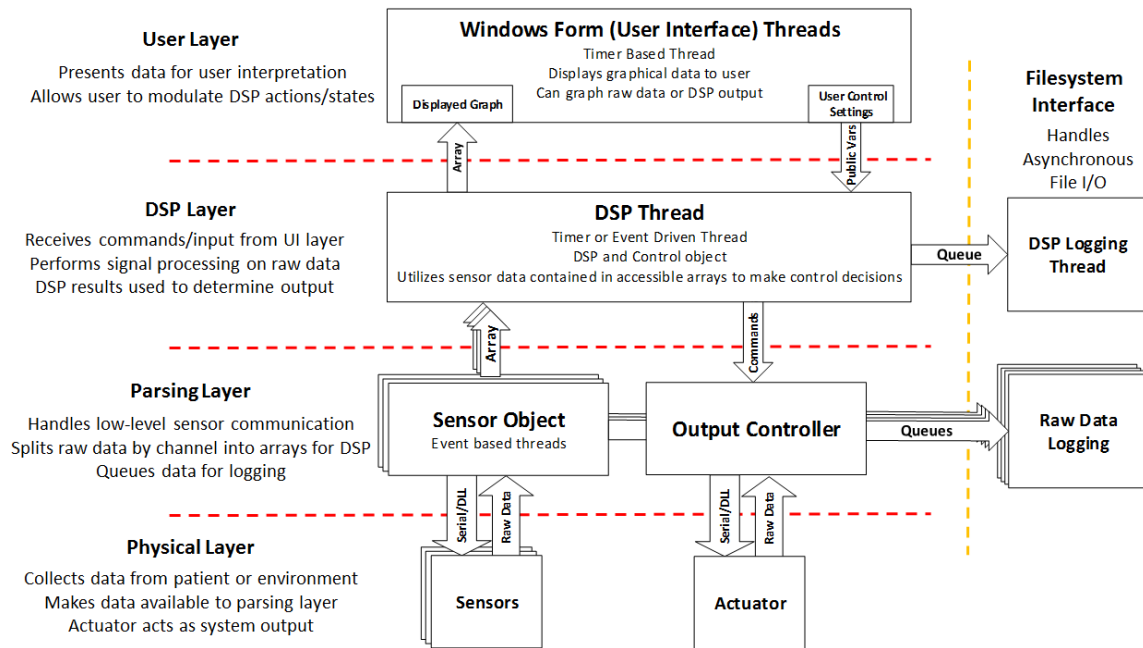 User Layer
Presents data for user interpretation
Allows user to modulate DSP actions/states
Windows Form (User Interface) Threads
Timer Based Thread
Displays graphical data to user
Can graph raw data or DSP output
Displayed Graph
User Control
Settings
Filesystem
Interface
Handles
Asynchronous
File I/O
Array
Public Vars
DSP Layer
Receives commands/input from UI layer
Performs signal processing on raw data
DSP results used to determine output
DSP Thread
Timer or Event Driven Thread
DSP and Control object
Utilizes sensor data contained in accessible arrays to make control decisions
Queue
DSP Logging
Thread
Array
Commands
Parsing Layer
Handles low-level sensor communication
Splits raw data by channel into arrays for DSP
Queues data for logging
Sensor Object
Event based threads
Output Controller
Queues
Raw Data
Logging
Serial/DLL
Raw Data
Serial/DLL
Raw Data
Physical Layer
Collects data from patient or environment
Makes data available to parsing layer
Actuator acts as system output
Sensors
Actuator